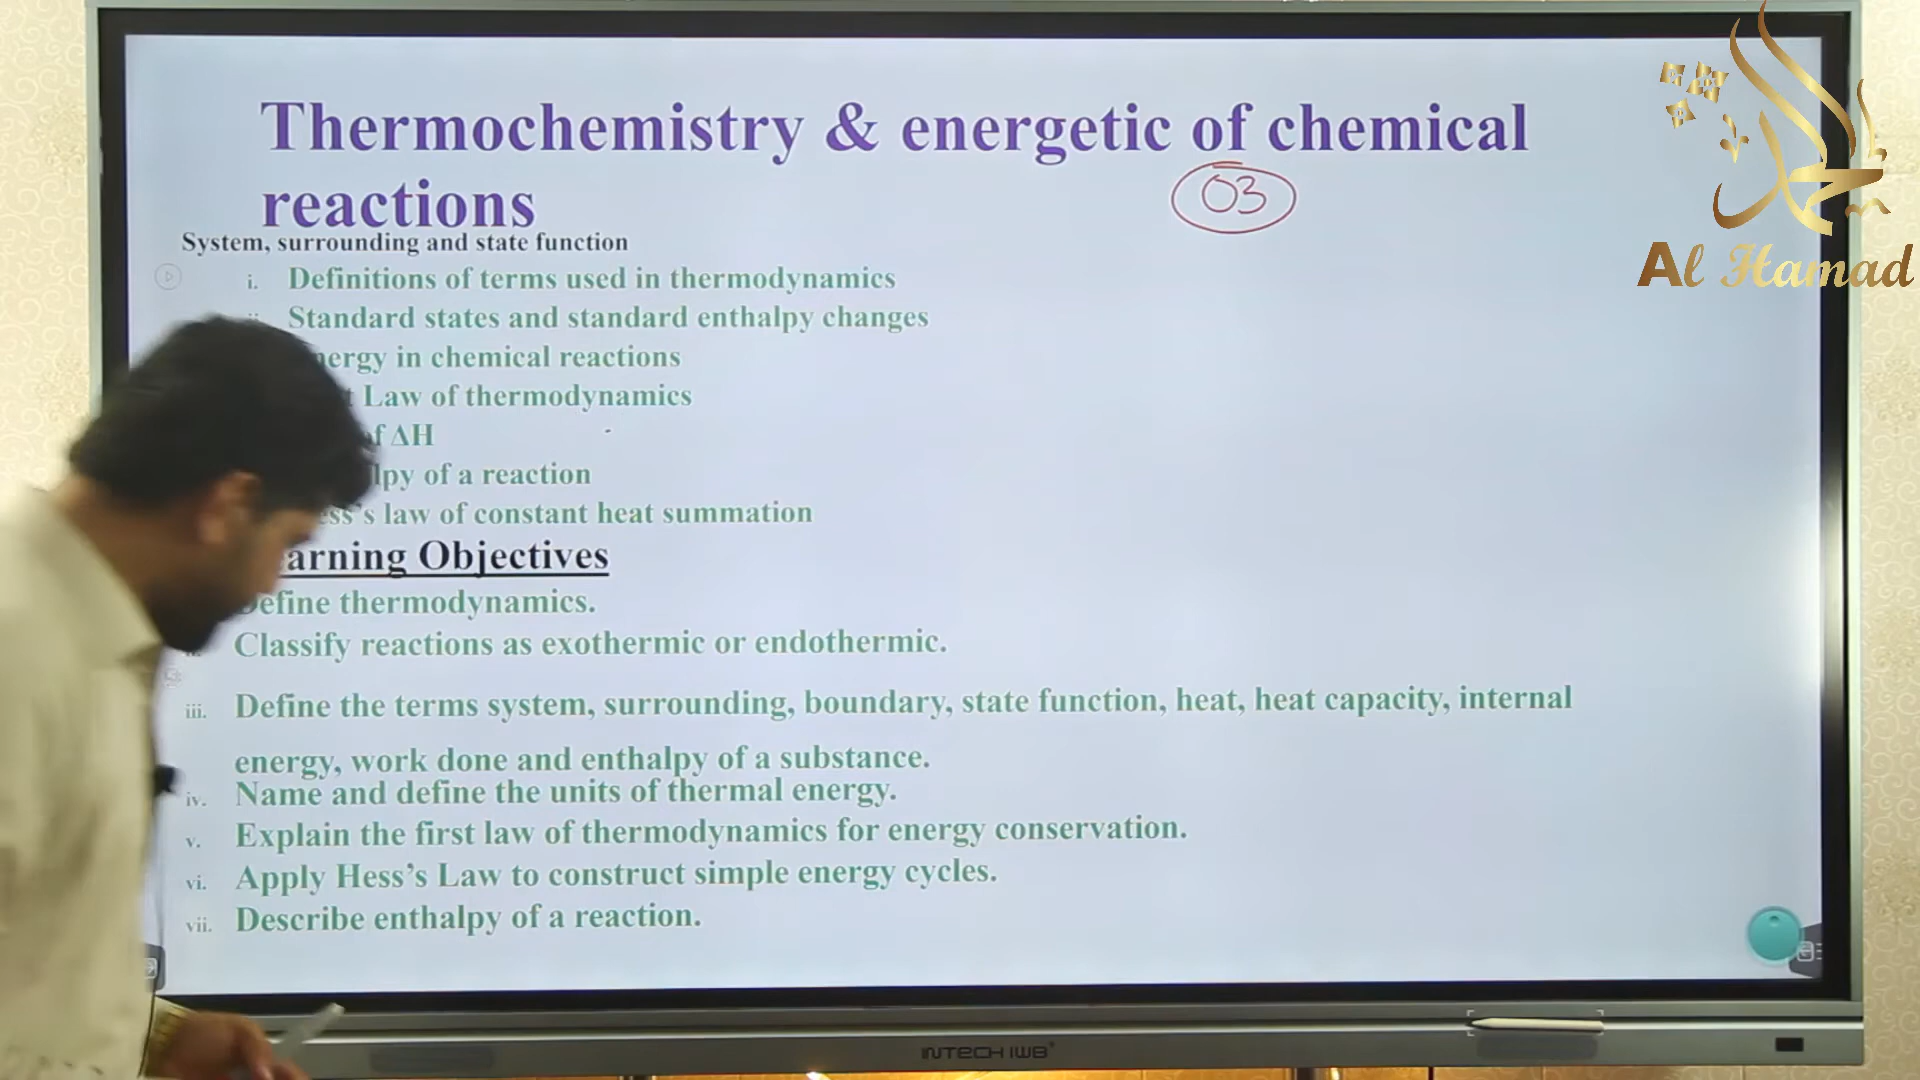 Thermochemistry & energetic of chemical
reactions
03
System, surrounding and state function
i. Definitions of terms used in thermodynamics
Standard states and standard enthalpy changes
in chemical reactions
Law of thermodynamics
ΔH
of a reaction
law of constant heat summation
Objectives
thermodynamics.
Classify reactions as exothermic or endothermic.
iii. Define the terms system, surrounding, boundary, state function, heat, heat capacity, internal
energy, work done and enthalpy of a substance.
iv. Name and define the units of thermal energy.
v. Explain the first law of thermodynamics for energy conservation.
vi. Apply Hess's Law to construct simple energy cycles.
vii. Describe enthalpy of a reaction.
Al Hamad
INTECH IWB